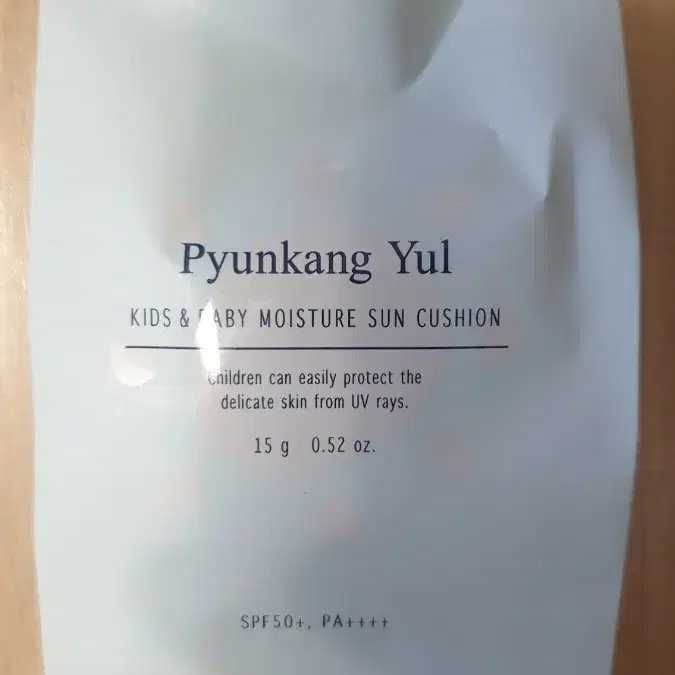 Pyunkang Yul
KIDS & BABY MOISTURE SUN CUSHION
Children can easily protect the
delicate skin from UV rays.
15 g 0.52 oz.
SPF50+, PA++++